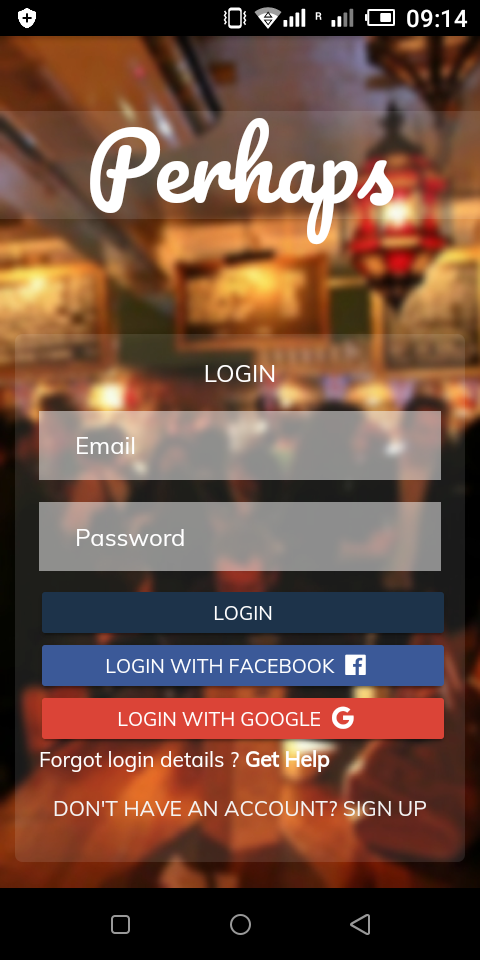 R 09:14
Perhaps
LOGIN
Email
Password
LOGIN
LOGIN WITH FACEBOOK
LOGIN WITH GOOGLE
Forgot login details ? Get Help
DON'T HAVE AN ACCOUNT? SIGN UP